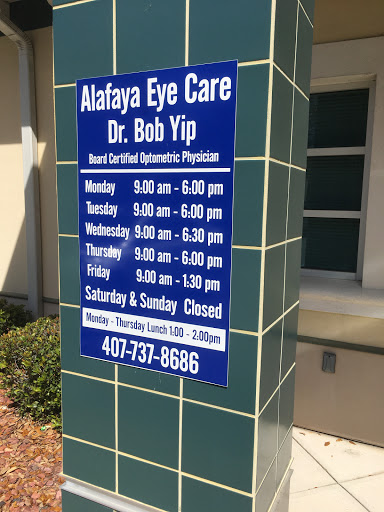 Alafaya Eye Care
Dr. Bob Yip
Board Certified Optometric Physician
Monday 9:00 am - 6:00 pm
Tuesday 9:00 am - 6:00 pm
Wednesday 9:00 am - 6:30 pm
Thursday 9:00 am - 6:00 pm
Friday 9:00 am - 1:30 pm
Saturday & Sunday Closed
Monday - Thursday Lunch 1:00 - 2:00pm
407-737-8686